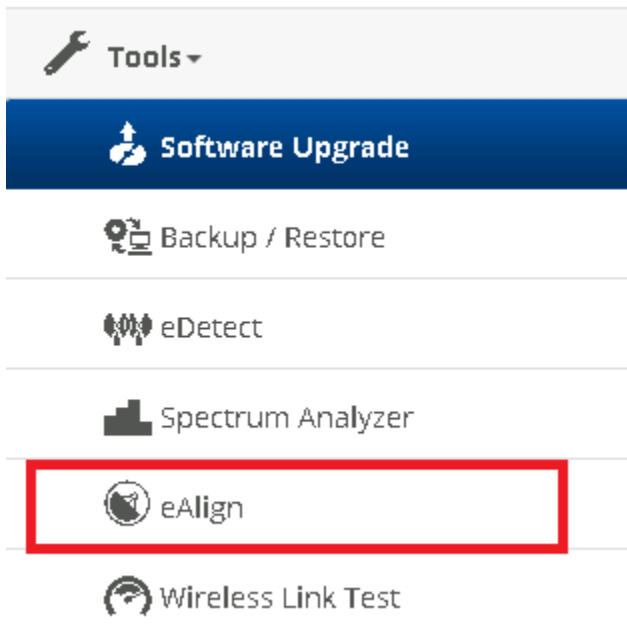 Tools
Software Upgrade
Backup / Restore
eDetect
Spectrum Analyzer
eAlign
Wireless Link Test